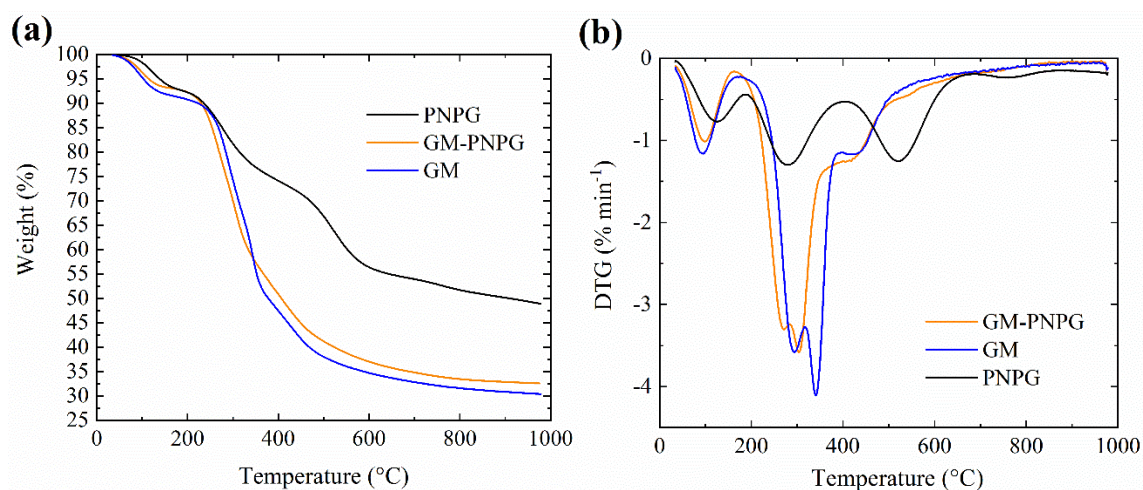 (a)
100
95
90
85
80
75
70
65
60
55
50
45
40
35
30
25
Weight (%)
PNPG
GM-PNPG
GM
0 200 400 600 800 1000
Temperature (°C)
(b)
0
-1
-2
-3
-4
DTG (% min-1)
GM-PNPG
GM
PNPG
0 200 400 600 800 1000
Temperature (°C)